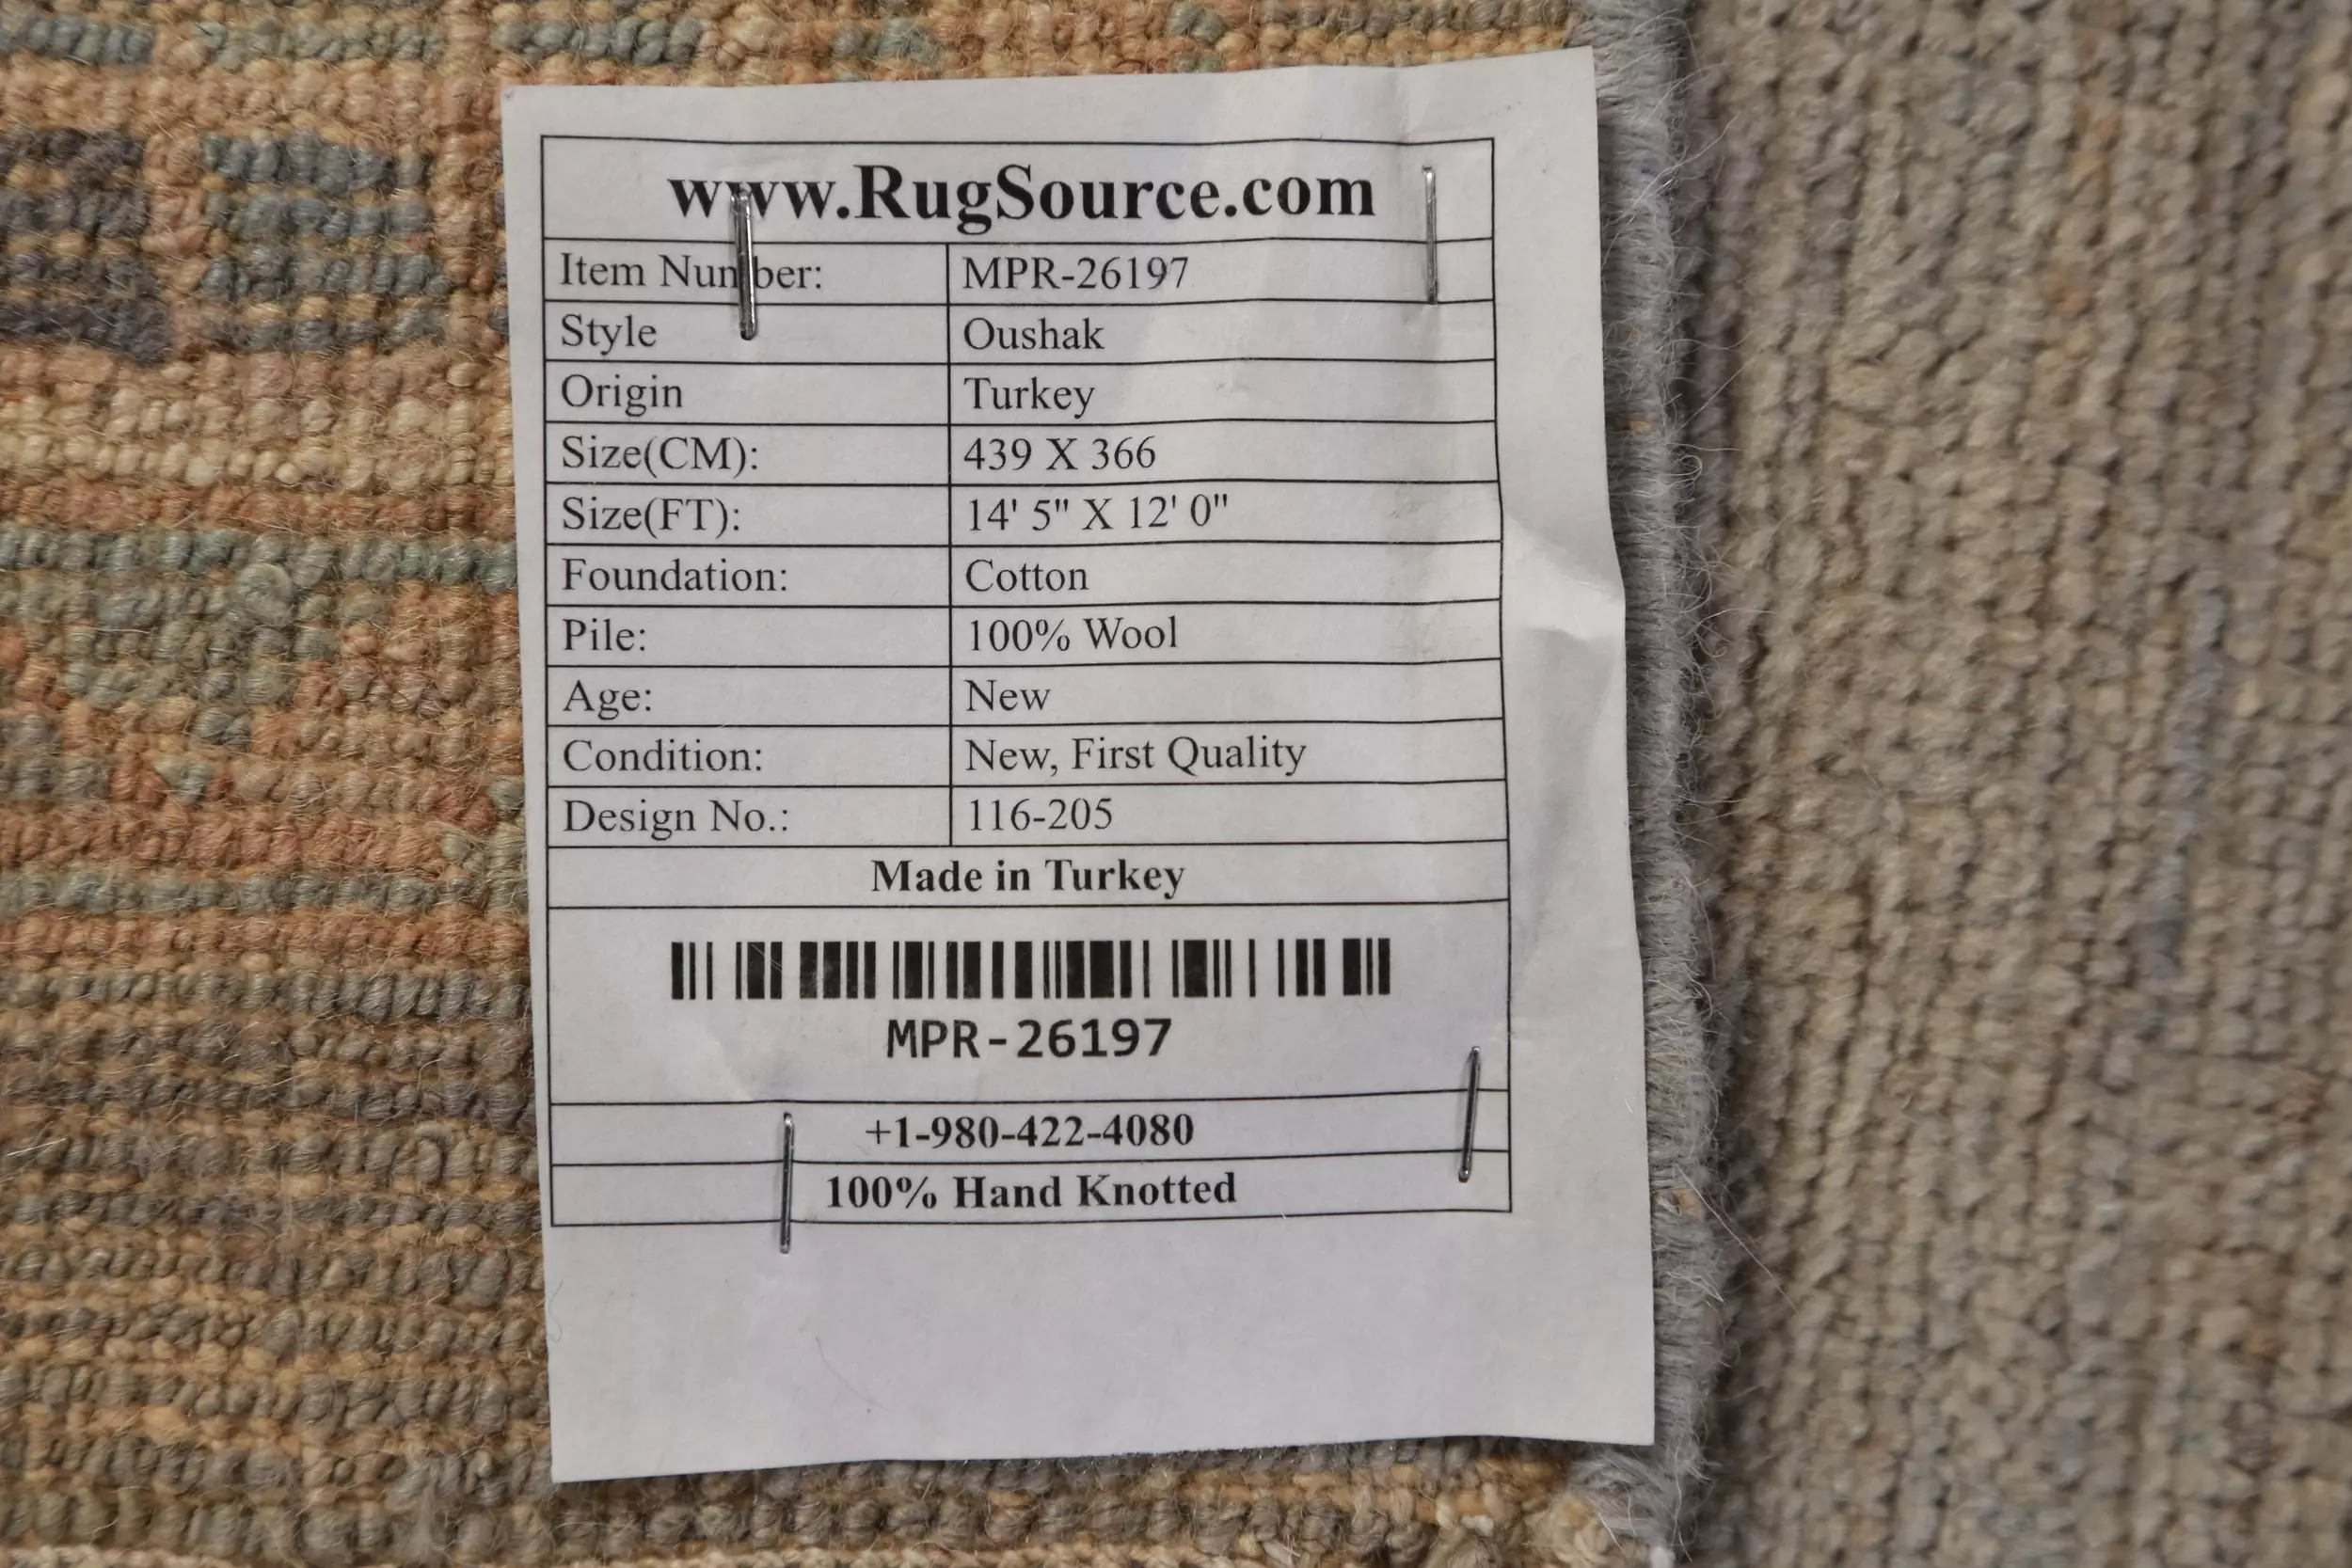 www.RugSource.com
Item Number: MPR-26197
Style Oushak
Origin Turkey
Size(CM): 439 X 366
Size(FT): 14' 5" X 12' 0"
Foundation: Cotton
Pile: 100% Wool
Age: New
Condition: New, First Quality
Design No.: 116-205
Made in Turkey
MPR-26197
+1-980-422-4080
100% Hand Knotted